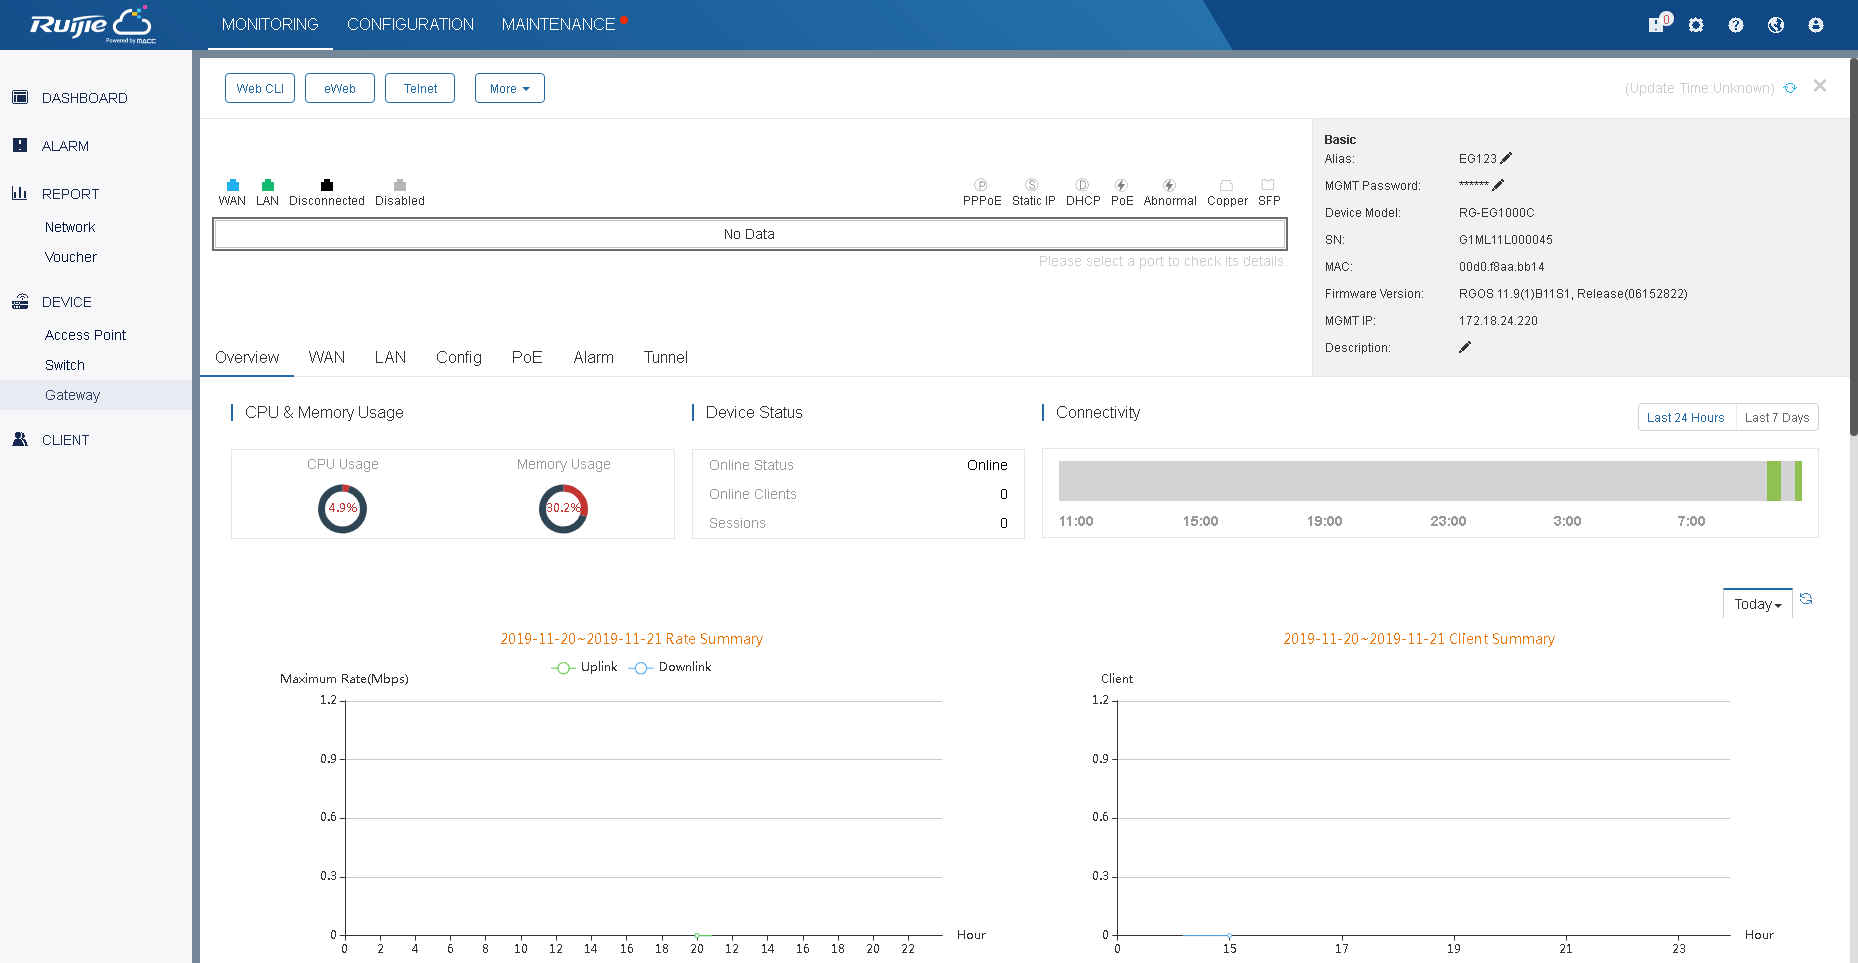 Ruijie
Powered by MACC
MONITORING CONFIGURATION MAINTENANCE
0
DASHBOARD
ALARM
REPORT
Network
Voucher
DEVICE
Access Point
Switch
Gateway
CLIENT
Web CLI eWeb Telnet More
(Update Time:Unknown)
WAN LAN Disconnected Disabled
P S D
PPPoE Static IP DHCP PoE Abnormal Copper SFP
No Data
Please select a port to check its details.
Basic
Alias: EG123
MGMT Password: ******
Device Model: RG-EG1000C
SN: G1ML11L000045
MAC: 00d0.f8aa.bb14
Firmware Version: RGOS 11.9(1)B11S1, Release(06152822)
MGMT IP: 172.18.24.220
Description:
Overview WAN LAN Config PoE Alarm Tunnel
CPU & Memory Usage
CPU Usage Memory Usage
4.9% 30.2%
Device Status
Online Status Online
Online Clients 0
Sessions 0
Connectivity
Last 24 Hours Last 7 Days
11:00 15:00 19:00 23:00 3:00 7:00
Today
2019-11-20~2019-11-21 Rate Summary
Uplink Downlink
Maximum Rate(Mbps)
1.2
0.9
0.6
0.3
0
0 2 4 6 8 10 12 14 16 18 20 12 14 16 18 20 22
Hour
2019-11-20~2019-11-21 Client Summary
Client
1.2
0.9
0.6
0.3
0
0 15 17 19 21 23
Hour